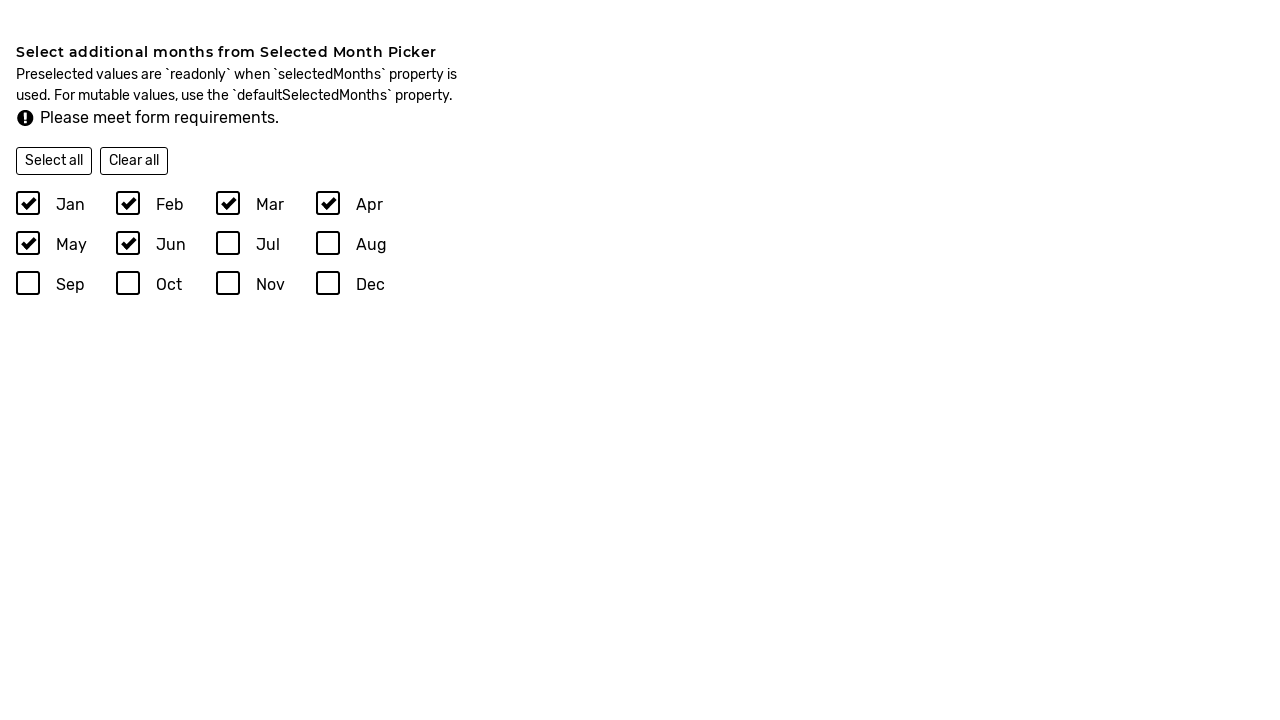 Select additional months from Selected Month Picker
Preselected values are `readonly` when `selectedMonths` property is
used. For mutable values, use the `defaultSelectedMonths` property.
Please meet form requirements.
Select all Clear all
Jan Feb Mar Apr
May Jun Jul Aug
Sep Oct Nov Dec